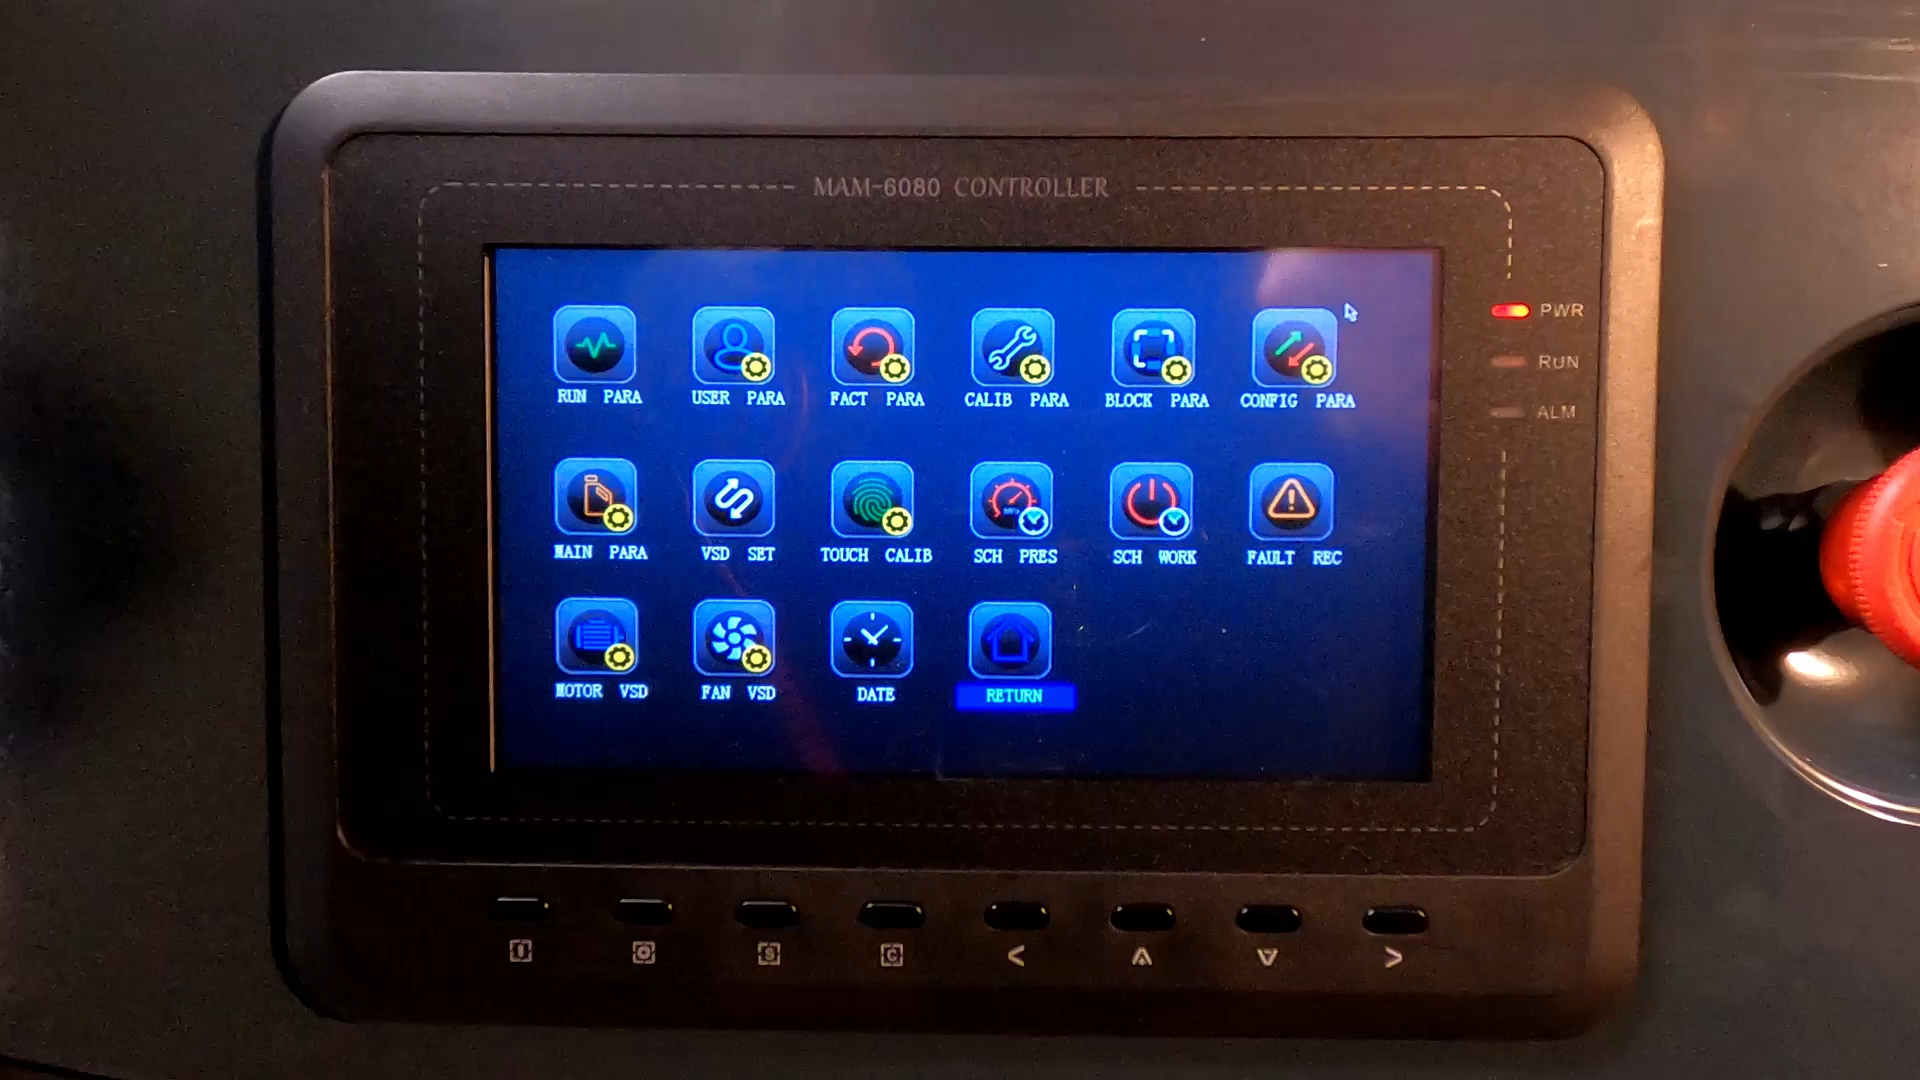 MAM-6080 CONTROLLER
PWR
RUN
ALM
RUN PARA USER PARA FACT PARA CALIB PARA BLOCK PARA CONFIG PARA
MAIN PARA VSD SET TOUCH CALIB SCH PRES SCH WORK FAULT REC
MOTOR VSD FAN VSD DATE RETURN
I O S C < ∧ ∨ >